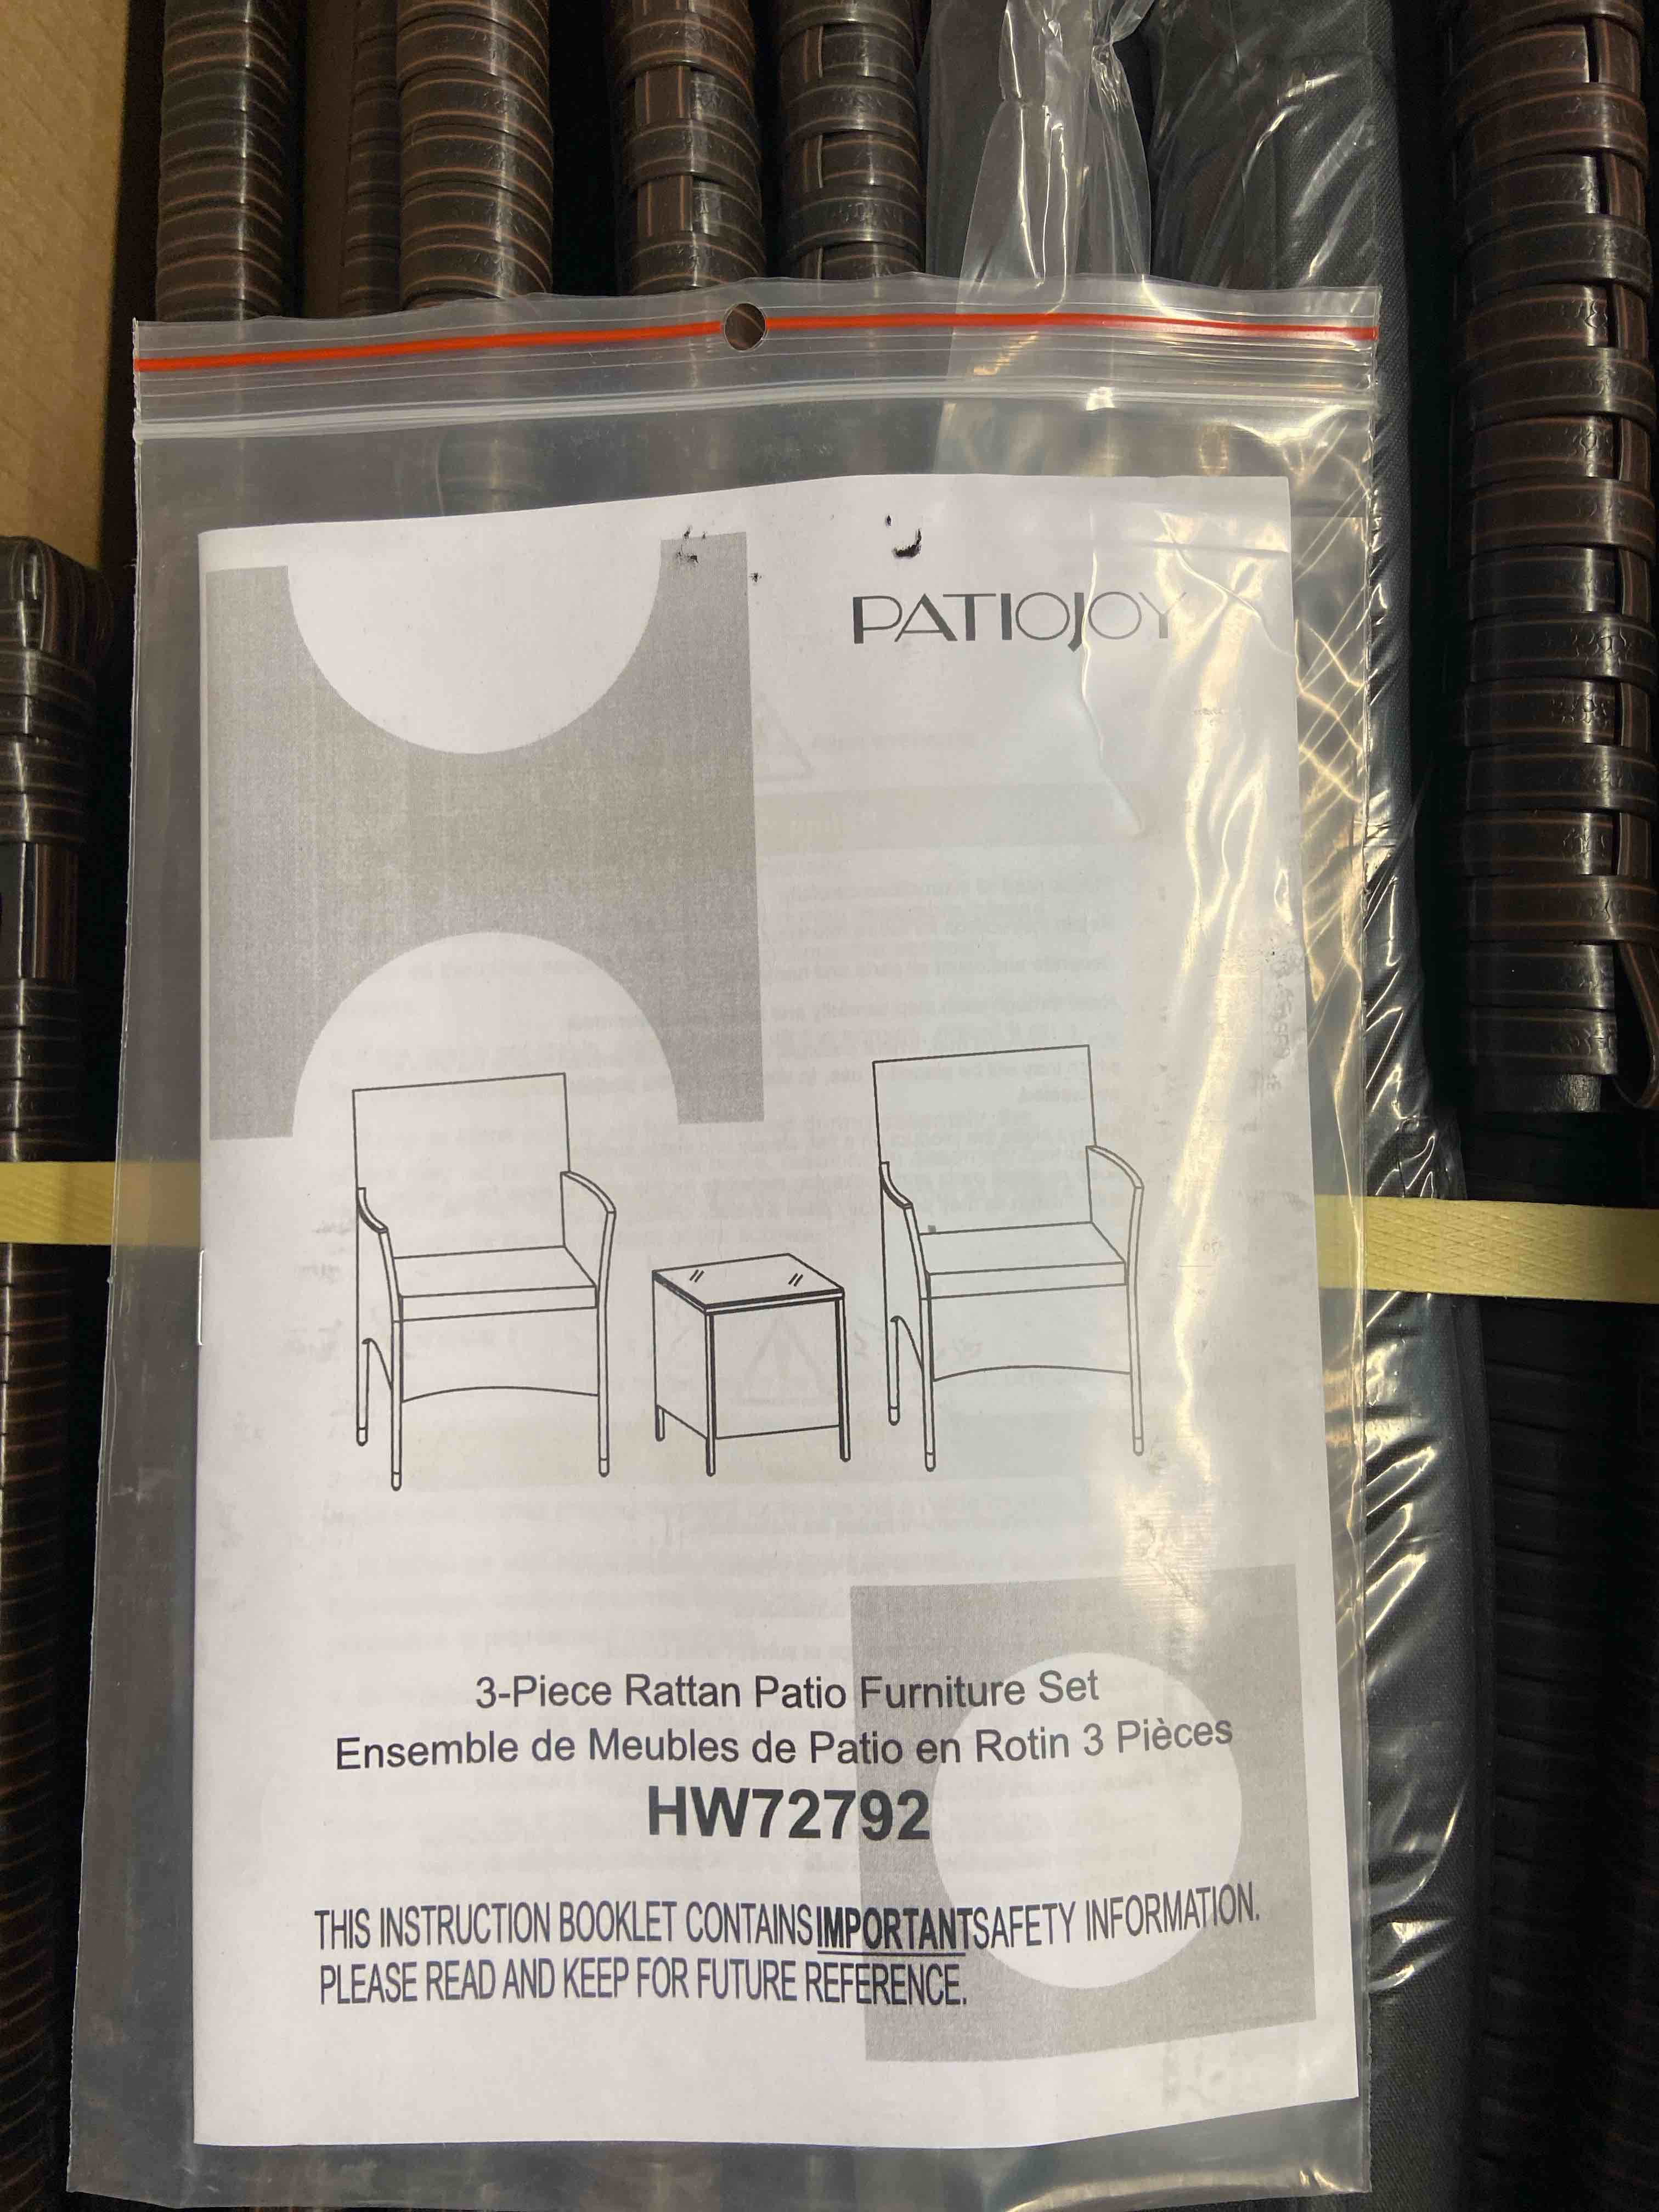 PATIOJOY
3-Piece Rattan Patio Furniture Set
Ensemble de Meubles de Patio en Rotin 3 Pièces
HW72792
THIS INSTRUCTION BOOKLET CONTAINS IMPORTANT SAFETY INFORMATION.
PLEASE READ AND KEEP FOR FUTURE REFERENCE.